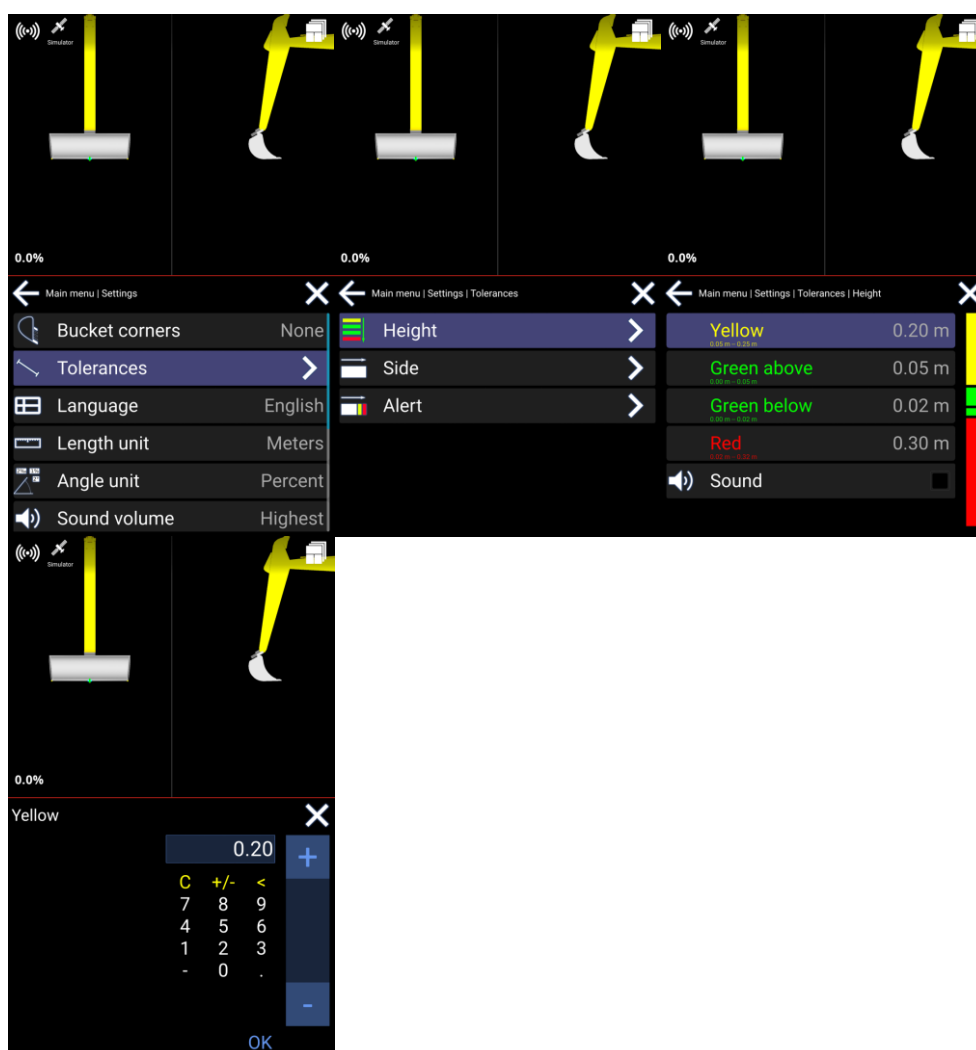 Simulator
0.0%
Main menu | Settings
Bucket corners None
Tolerances
Language English
Length unit Meters
Angle unit Percent
Sound volume Highest
Simulator
0.0%
Main menu | Settings | Tolerances
Height
Side
Alert
Simulator
0.0%
Main menu | Settings | Tolerances | Height
Yellow 0.20 m
0.05 m - 0.25 m
Green above 0.05 m
0.00 m - 0.05 m
Green below 0.02 m
0.00 m - 0.02 m
Red 0.30 m
0.02 m - 0.32 m
Sound
Simulator
0.0%
Yellow
0.20
+
C +/- <
7 8 9
4 5 6
1 2 3
- 0 .
-
OK